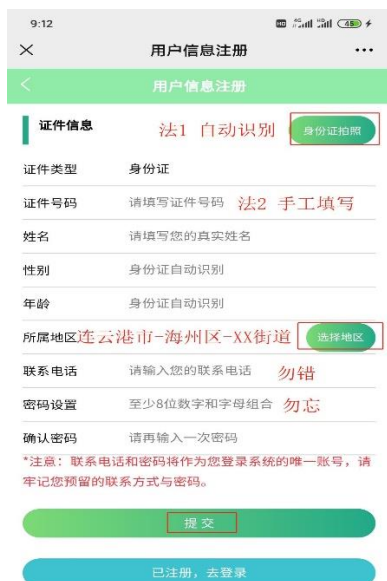 9:12
HD 4G 5G 45
用户信息注册
用户信息注册
证件信息 法1 自动识别 身份证拍照
证件类型 身份证
证件号码 请填写证件号码 法2 手工填写
姓名 请填写您的真实姓名
性别 身份证自动识别
年龄 身份证自动识别
所属地区连云港市-海州区-XX街道 选择地区
联系电话 请输入您的联系电话 勿错
密码设置 至少8位数字和字母组合 勿忘
确认密码 请再输入一次密码
*注意：联系电话和密码将作为您登录系统的唯一账号，请
牢记您预留的联系方式与密码。
提交
已注册，去登录